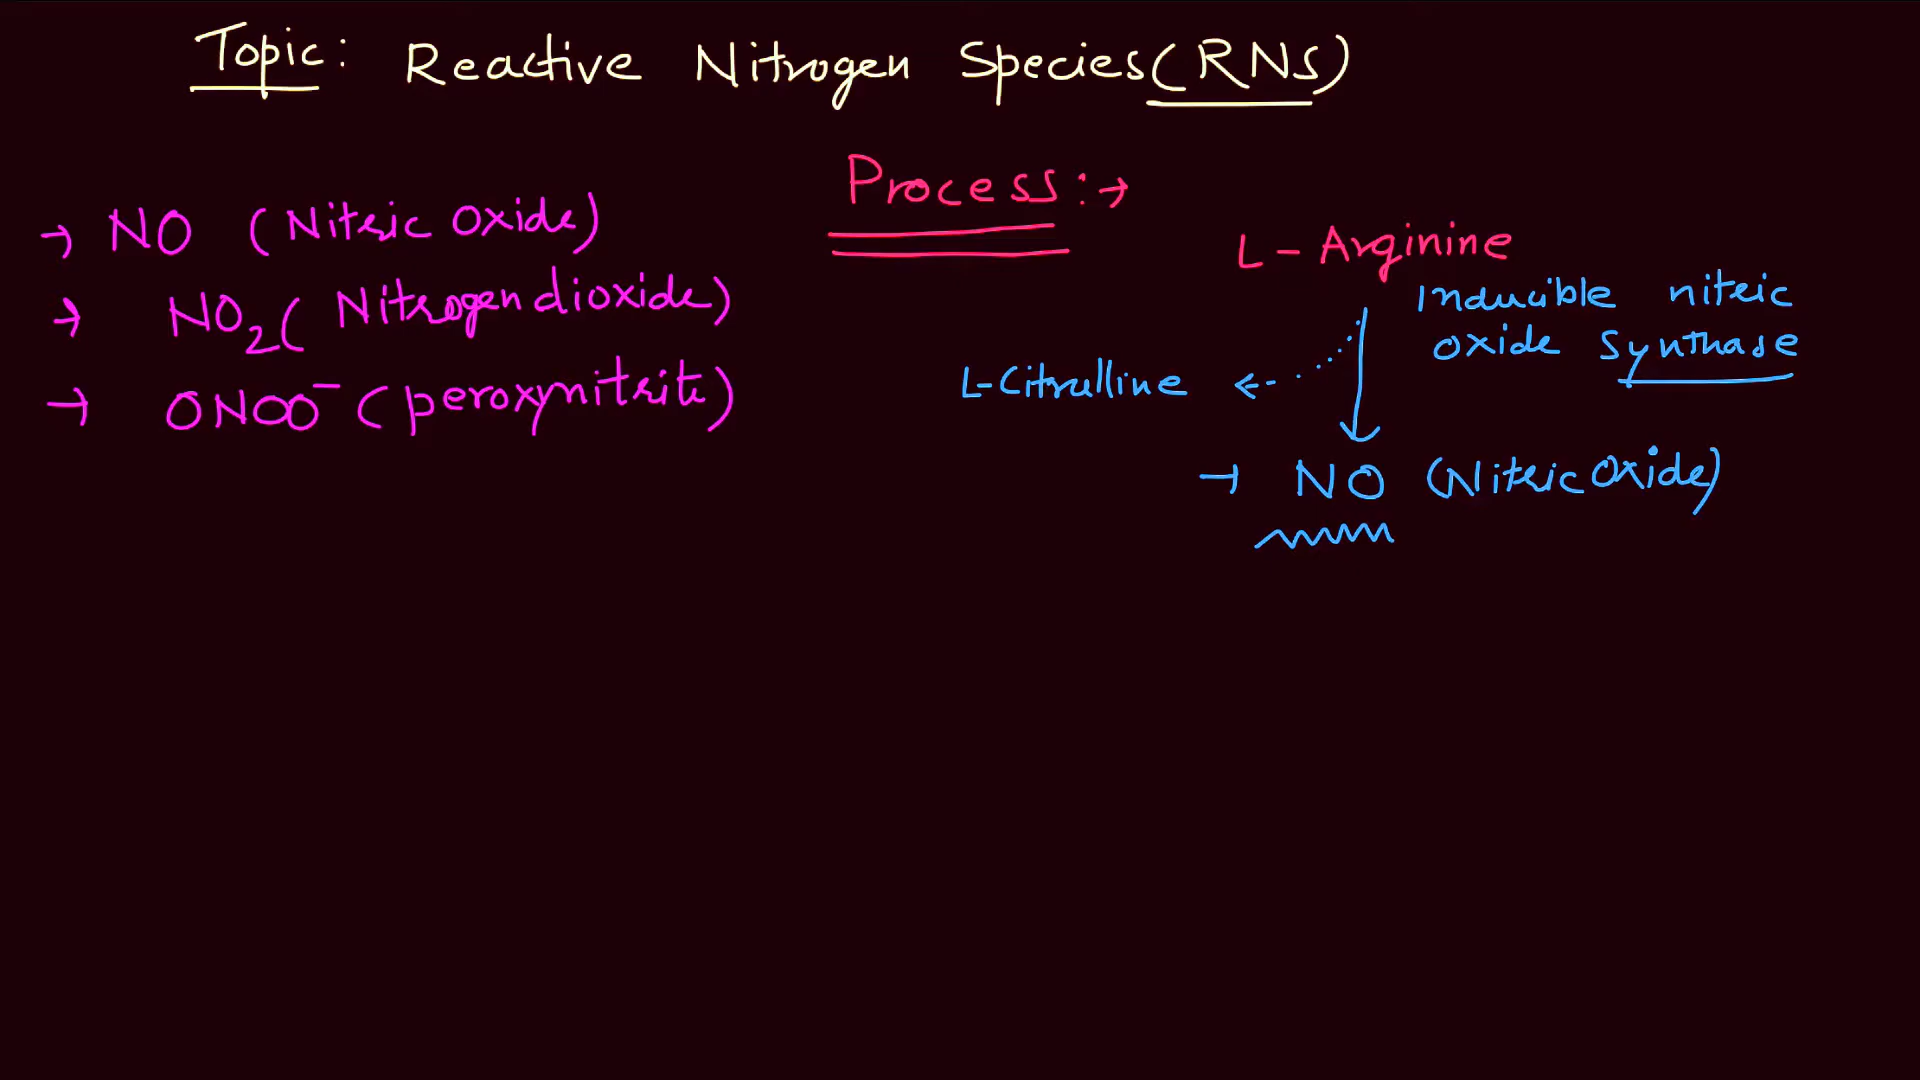 Topic: Reactive Nitrogen Species (RNS)
→ NO (Nitric Oxide)
→ NO2 (Nitrogen dioxide)
→ ONOO⁻ (peroxynitrite)
Process:→
L-Arginine
Inducible nitric
oxide synthase
L-Citrulline
→ NO (Nitric Oxide)